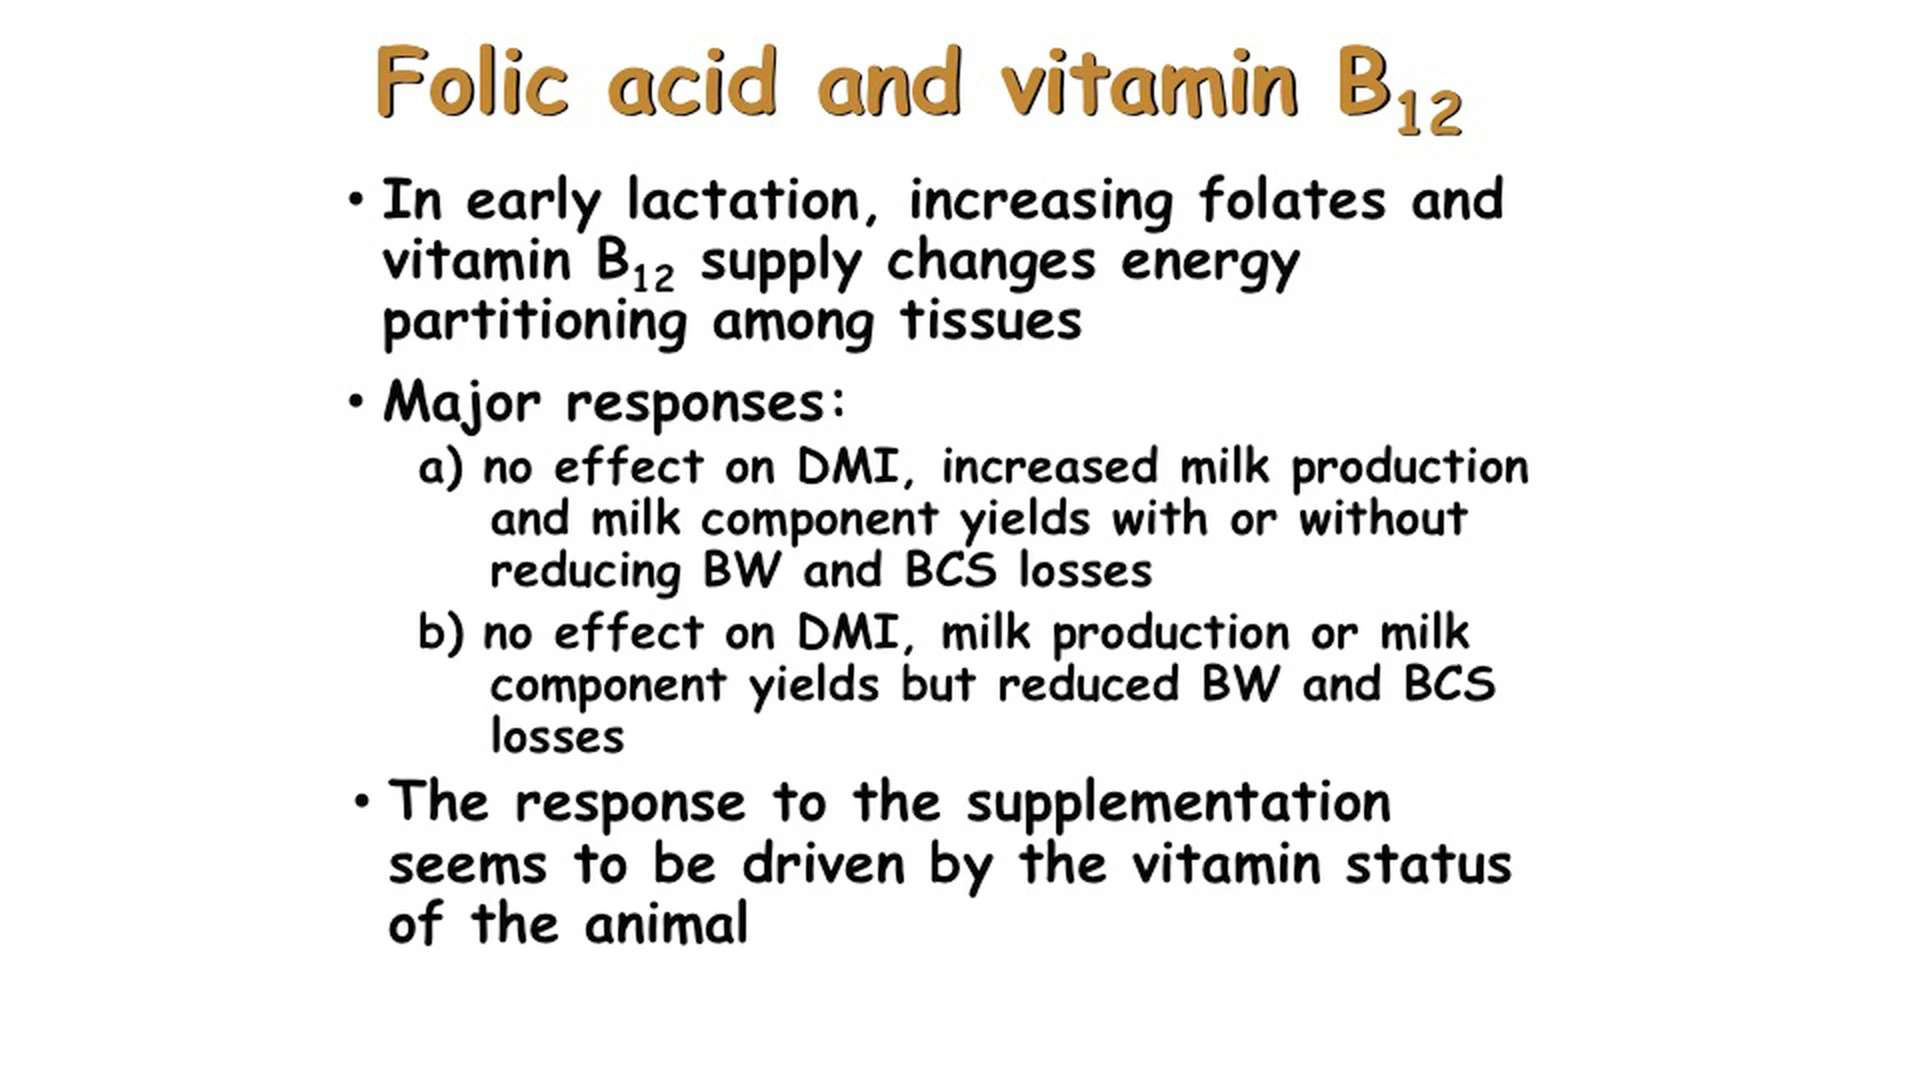 Folic acid and vitamin B₁₂
• In early lactation, increasing folates and
vitamin B₁₂ supply changes energy
partitioning among tissues
• Major responses:
a) no effect on DMI, increased milk production
and milk component yields with or without
reducing BW and BCS losses
b) no effect on DMI, milk production or milk
component yields but reduced BW and BCS
losses
• The response to the supplementation
seems to be driven by the vitamin status
of the animal